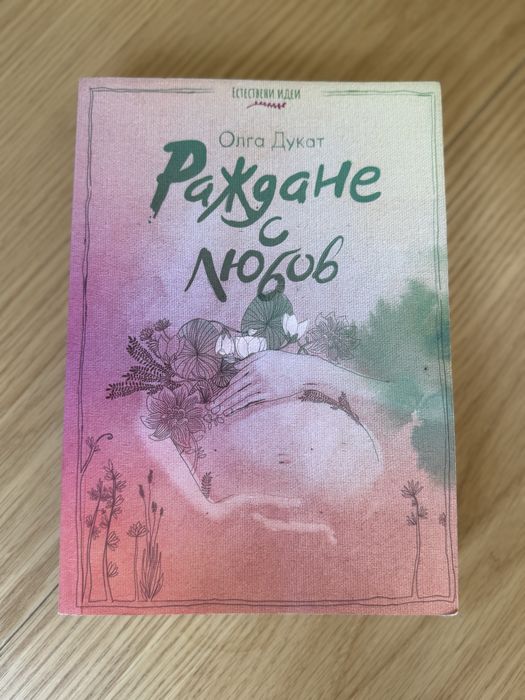 Естествени идеи
Олга Дукат
Раждане
с
любов